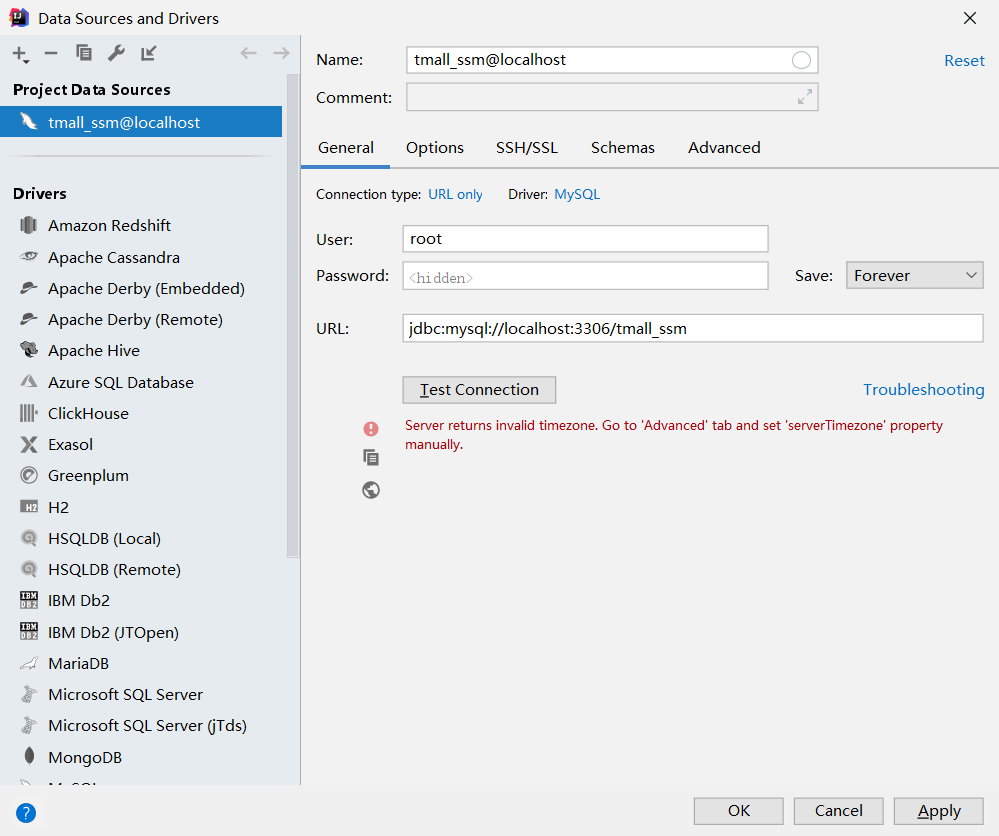 Data Sources and Drivers
Project Data Sources
tmall_ssm@localhost
Drivers
Amazon Redshift
Apache Cassandra
Apache Derby (Embedded)
Apache Derby (Remote)
Apache Hive
Azure SQL Database
ClickHouse
Exasol
Greenplum
H2
HSQLDB (Local)
HSQLDB (Remote)
IBM Db2
IBM Db2 (JTOpen)
MariaDB
Microsoft SQL Server
Microsoft SQL Server (jTds)
MongoDB
Name: tmall_ssm@localhost Reset
Comment:
General Options SSH/SSL Schemas Advanced
Connection type: URL only Driver: MySQL
User: root
Password: <hidden> Save: Forever
URL: jdbc:mysql://localhost:3306/tmall_ssm
Test Connection Troubleshooting
Server returns invalid timezone. Go to 'Advanced' tab and set 'serverTimezone' property
manually.
OK Cancel Apply